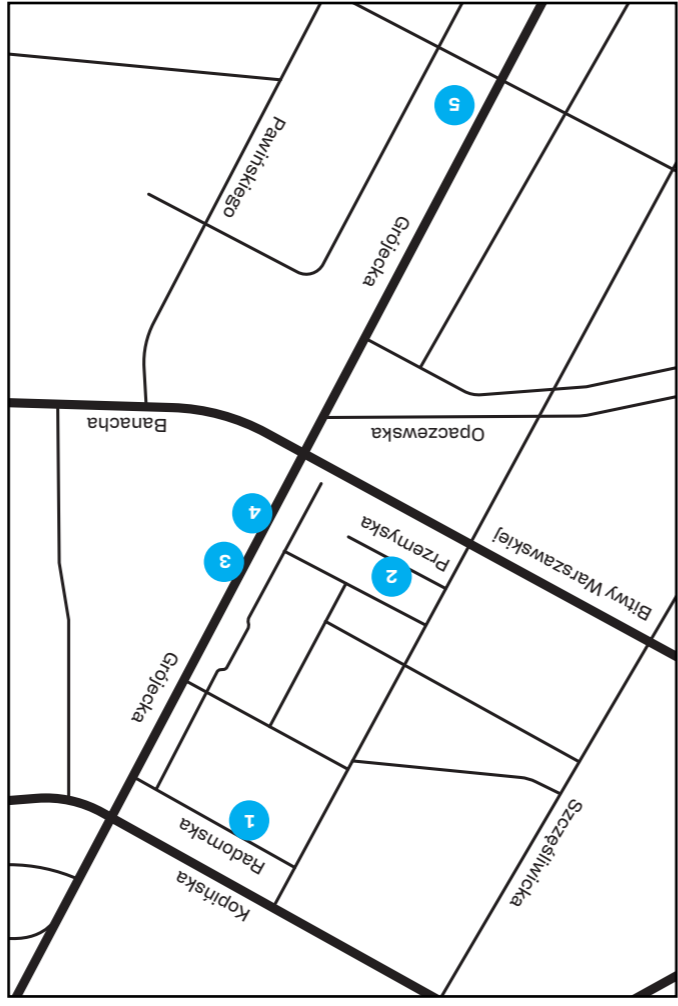 Kopińska
Szczęśliwicka
Radomska
1
Grójecka
Bitwy Warszawskiej
2
3
Przemyska
4
Opaczewska
Banacha
Grójecka
Pawińskiego
5